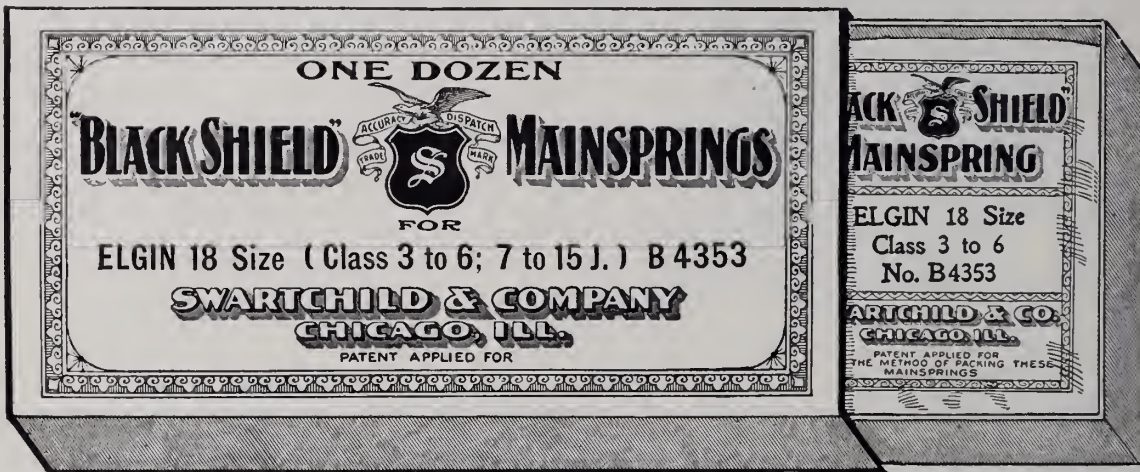 ONE DOZEN
"BLACK SHIELD" MAINSPRINGS
ACCURACY DISPATCH
TRADE MARK
S
FOR
ELGIN 18 Size ( Class 3 to 6; 7 to 15 J. ) B 4353
SWARTCHILD & COMPANY
CHICAGO, ILL.
PATENT APPLIED FOR
ACK S SHIELD"
MAINSPRING
ELGIN 18 Size
Class 3 to 6
No. B4353
ARTCHILD & CO.
CHICAGO, ILL.
PATENT APPLIED FOR
THE METHOD OF PACKING THESE
MAINSPRINGS